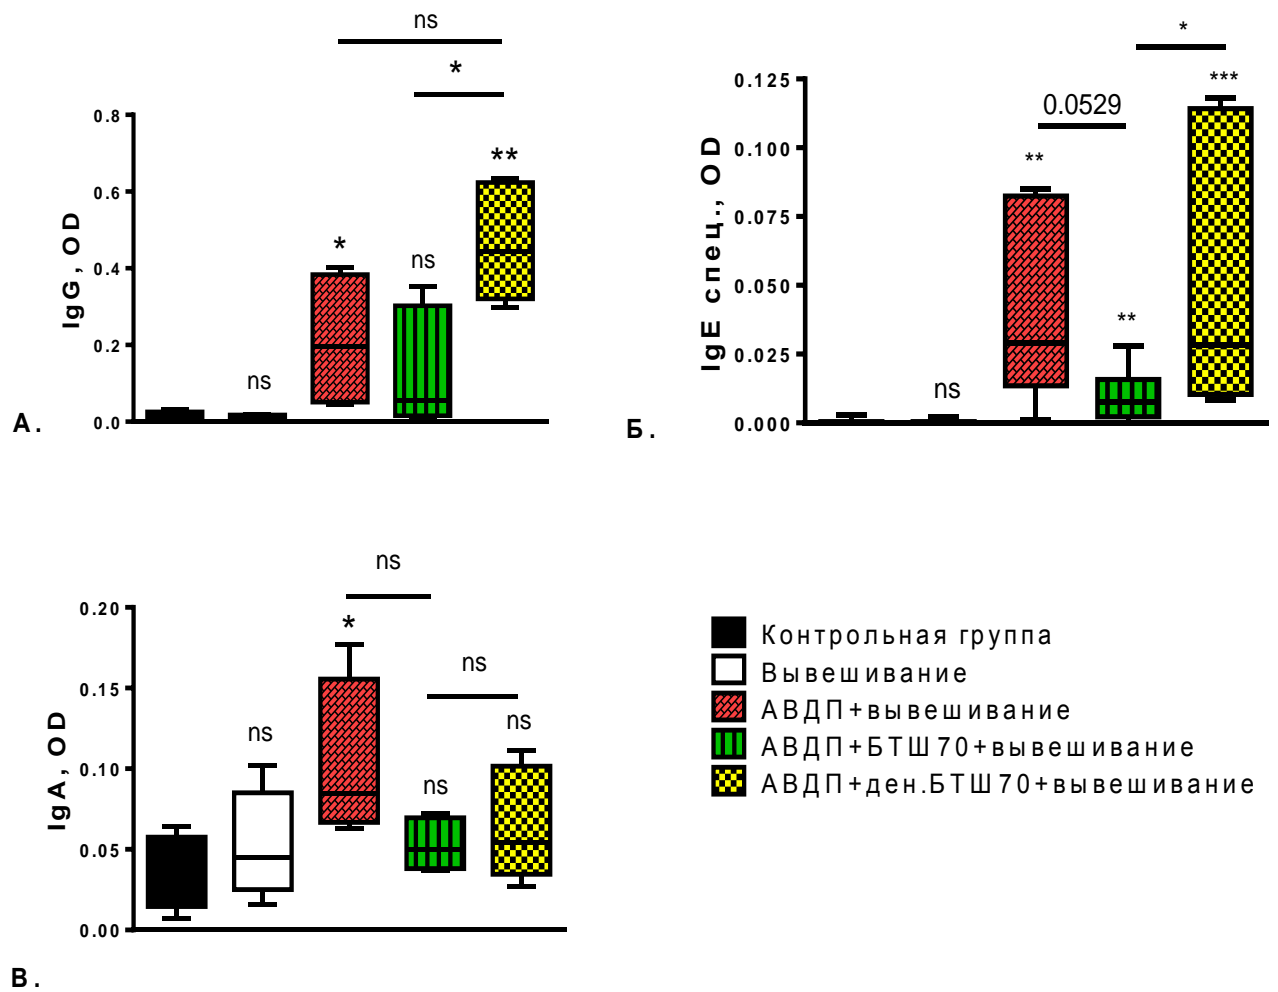 ns
*
IgG, OD
0.8
0.6
0.4
0.2
0.0
ns
*
ns
**
А.
*
0.0529
IgE спец., OD
0.125
0.100
0.075
0.050
0.025
0.000
ns
**
**
***
Б.
ns
ns
IgA, OD
0.20
0.15
0.10
0.05
0.00
ns
*
ns
ns
В.
Контрольная группа
Вывешивание
АВДП+вывешивание
АВДП+БТШ70+вывешивание
АВДП+ден.БТШ70+вывешивание